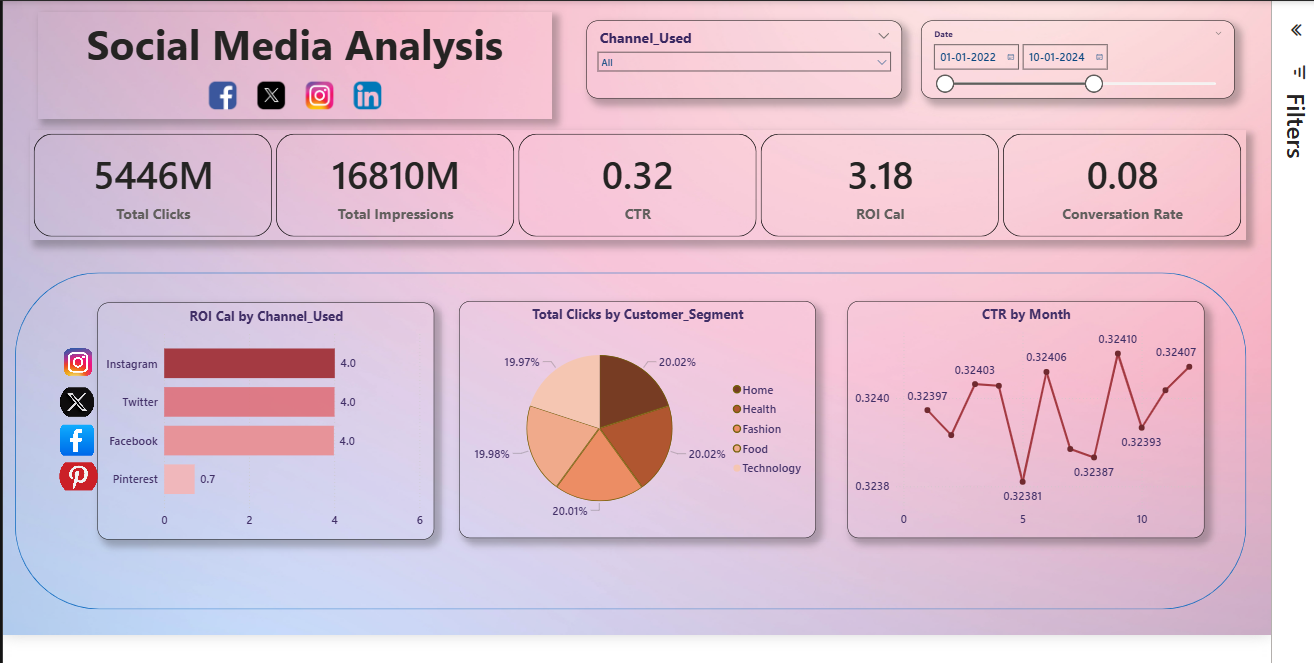 Social Media Analysis
Channel_Used
All
Date
01-01-2022
10-01-2024
Filters
5446M
Total Clicks
16810M
Total Impressions
0.32
CTR
3.18
ROI Cal
0.08
Conversation Rate
ROI Cal by Channel_Used
Instagram 4.0
Twitter 4.0
Facebook 4.0
Pinterest 0.7
0 2 4 6
Total Clicks by Customer_Segment
19.97% 20.02%
19.98% 20.02%
20.01%
Home
Health
Fashion
Food
Technology
CTR by Month
0.3240
0.3238
0.32397
0.32403
0.32381
0.32406
0.32387
0.32410
0.32393
0.32407
0 5 10